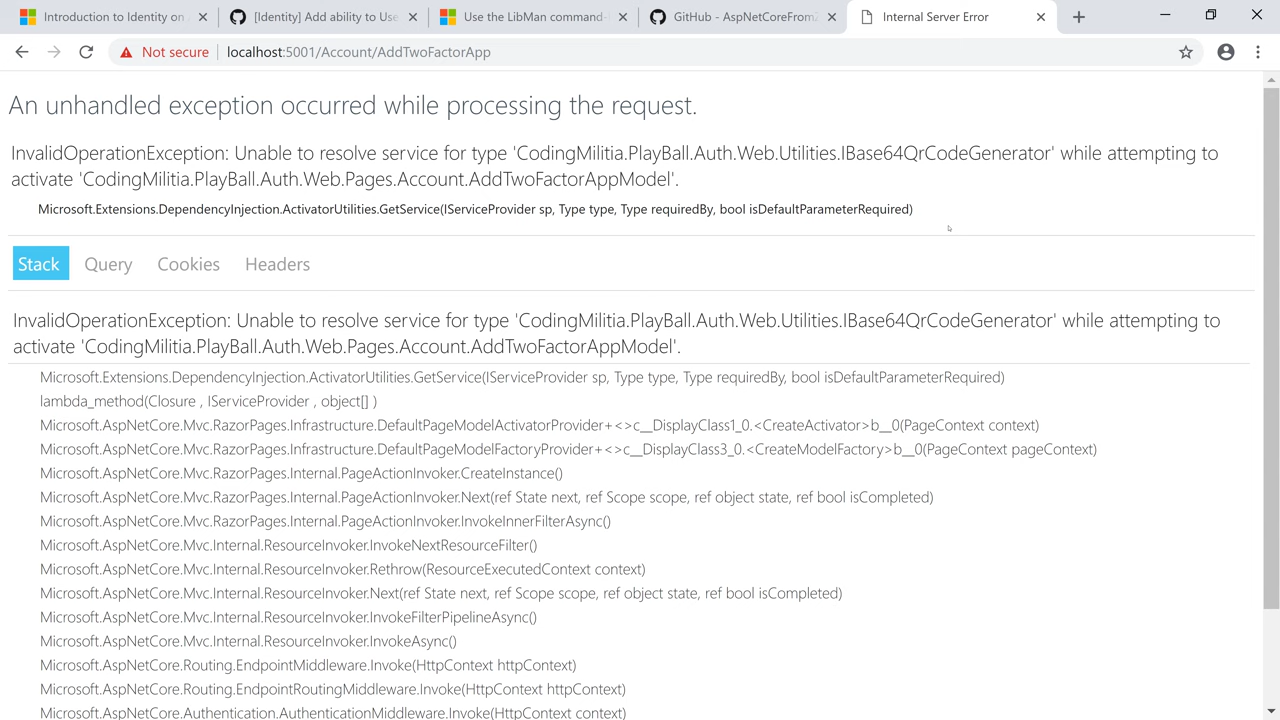 Introduction to Identity on
[Identity] Add ability to Use
Use the LibMan command-
GitHub - AspNetCoreFrom
Internal Server Error
Not secure
localhost:5001/Account/AddTwoFactorApp
An unhandled exception occurred while processing the request.
InvalidOperationException: Unable to resolve service for type 'CodingMilitia.PlayBall.Auth.Web.Utilities.IBase64QrCodeGenerator' while attempting to
activate 'CodingMilitia.PlayBall.Auth.Web.Pages.Account.AddTwoFactorAppModel'.
Microsoft.Extensions.DependencyInjection.ActivatorUtilities.GetService(IServiceProvider sp, Type type, Type requiredBy, bool isDefaultParameterRequired)
Stack Query Cookies Headers
InvalidOperationException: Unable to resolve service for type 'CodingMilitia.PlayBall.Auth.Web.Utilities.IBase64QrCodeGenerator' while attempting to
activate 'CodingMilitia.PlayBall.Auth.Web.Pages.Account.AddTwoFactorAppModel'.
Microsoft.Extensions.DependencyInjection.ActivatorUtilities.GetService(IServiceProvider sp, Type type, Type requiredBy, bool isDefaultParameterRequired)
lambda_method(Closure , IServiceProvider , object[] )
Microsoft.AspNetCore.Mvc.RazorPages.Infrastructure.DefaultPageModelActivatorProvider+<>c__DisplayClass1_0.<CreateActivator>b__0(PageContext context)
Microsoft.AspNetCore.Mvc.RazorPages.Infrastructure.DefaultPageModelFactoryProvider+<>c__DisplayClass3_0.<CreateModelFactory>b__0(PageContext pageContext)
Microsoft.AspNetCore.Mvc.RazorPages.Internal.PageActionInvoker.CreateInstance()
Microsoft.AspNetCore.Mvc.RazorPages.Internal.PageActionInvoker.Next(ref State next, ref Scope scope, ref object state, ref bool isCompleted)
Microsoft.AspNetCore.Mvc.RazorPages.Internal.PageActionInvoker.InvokeInnerFilterAsync()
Microsoft.AspNetCore.Mvc.Internal.ResourceInvoker.InvokeNextResourceFilter()
Microsoft.AspNetCore.Mvc.Internal.ResourceInvoker.Rethrow(ResourceExecutedContext context)
Microsoft.AspNetCore.Mvc.Internal.ResourceInvoker.Next(ref State next, ref Scope scope, ref object state, ref bool isCompleted)
Microsoft.AspNetCore.Mvc.Internal.ResourceInvoker.InvokeFilterPipelineAsync()
Microsoft.AspNetCore.Mvc.Internal.ResourceInvoker.InvokeAsync()
Microsoft.AspNetCore.Routing.EndpointMiddleware.Invoke(HttpContext httpContext)
Microsoft.AspNetCore.Routing.EndpointRoutingMiddleware.Invoke(HttpContext httpContext)
Microsoft.AspNetCore.Authentication.AuthenticationMiddleware.Invoke(HttpContext context)